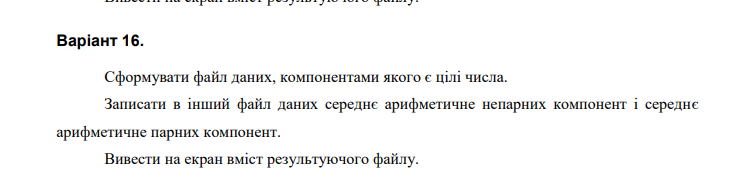 Вивести на екран вміст результуючого файлу.
Варіант 16.
Сформувати файл даних, компонентами якого є цілі числа.
Записати в інший файл даних середнє арифметичне непарних компонент і середнє
арифметичне парних компонент.
Вивести на екран вміст результуючого файлу.